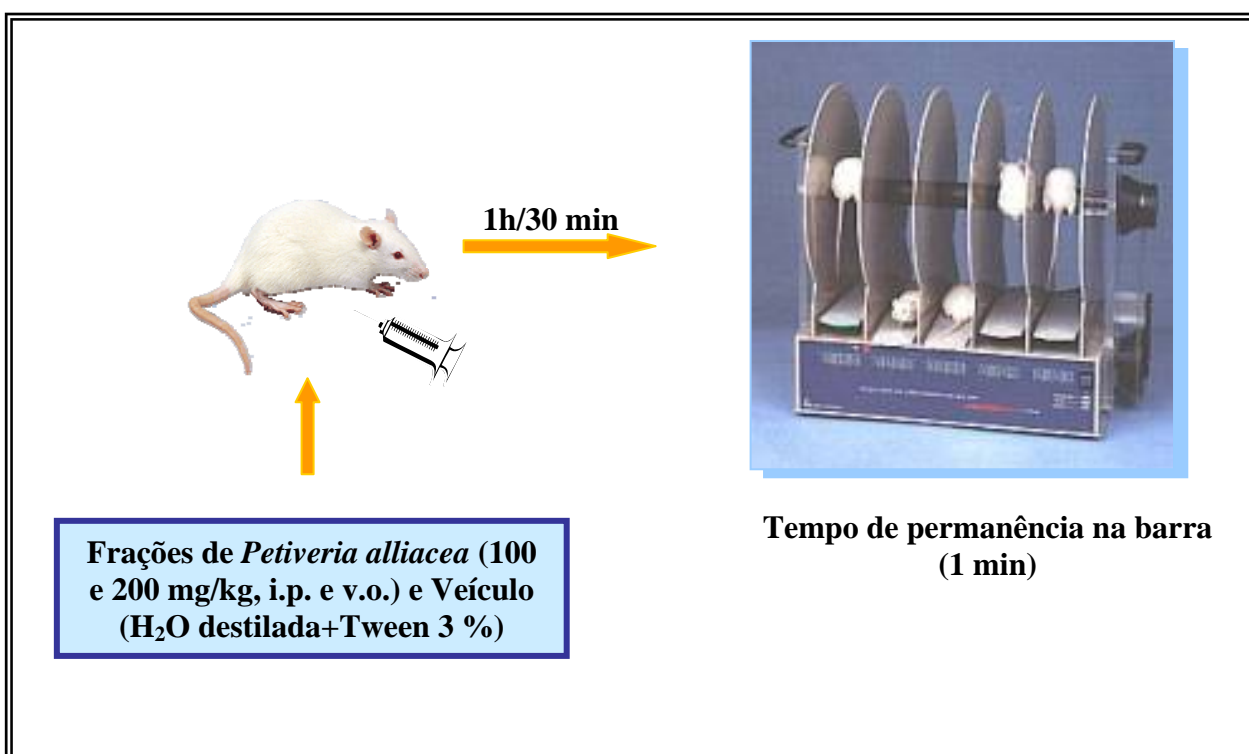 1h/30 min
Frações de Petiveria alliacea (100
e 200 mg/kg, i.p. e v.o.) e Veículo
(H₂O destilada+Tween 3 %)
Tempo de permanência na barra
(1 min)